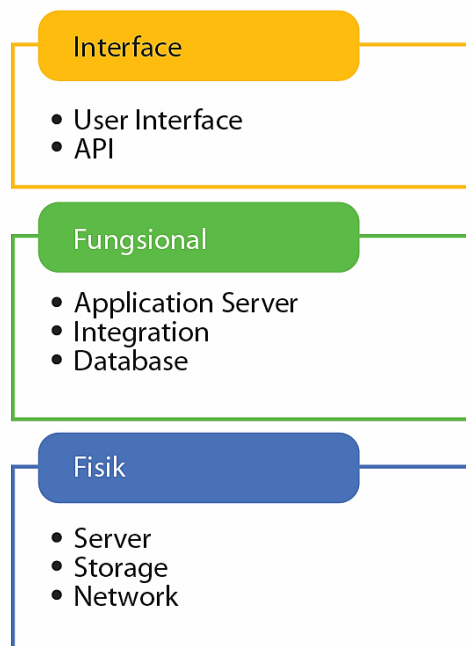 Interface
• User Interface
• API
Fungsional
• Application Server
• Integration
• Database
Fisik
• Server
• Storage
• Network